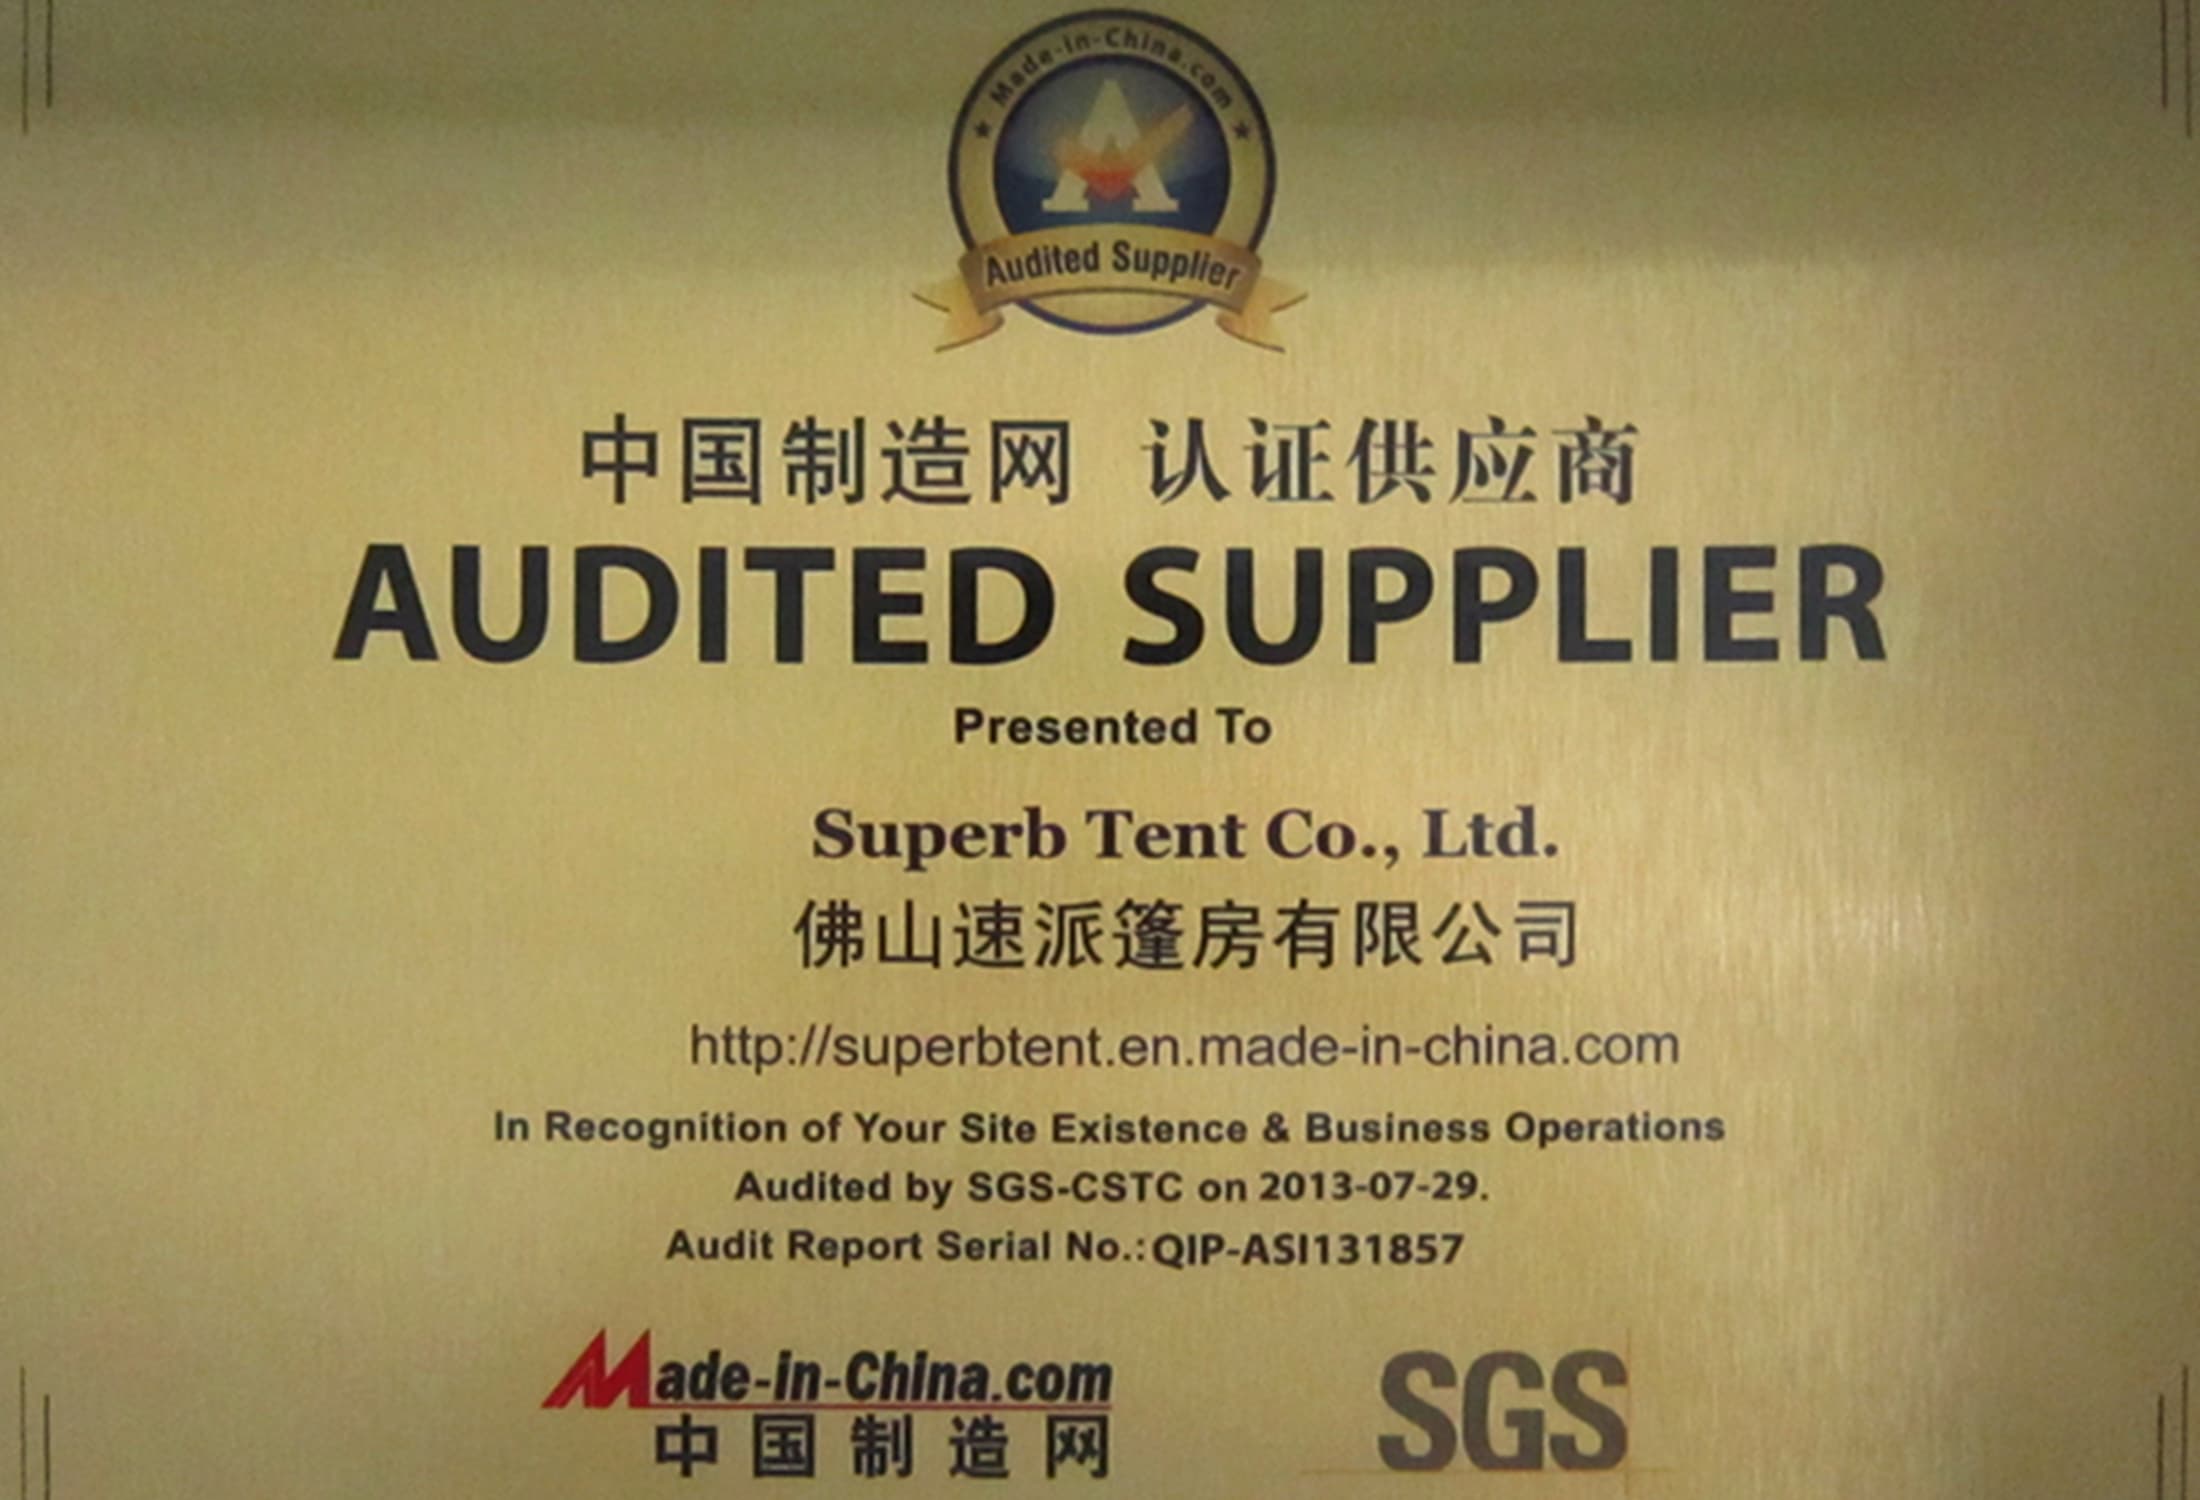 ★ Made-in-China.com ★
A
Audited Supplier
中国制造网 认证供应商
AUDITED SUPPLIER
Presented To
Superb Tent Co., Ltd.
佛山速派篷房有限公司
http://superbtent.en.made-in-china.com
In Recognition of Your Site Existence & Business Operations
Audited by SGS-CSTC on 2013-07-29.
Audit Report Serial No.:QIP-ASI131857
Made-in-China.com
中国制造网
SGS